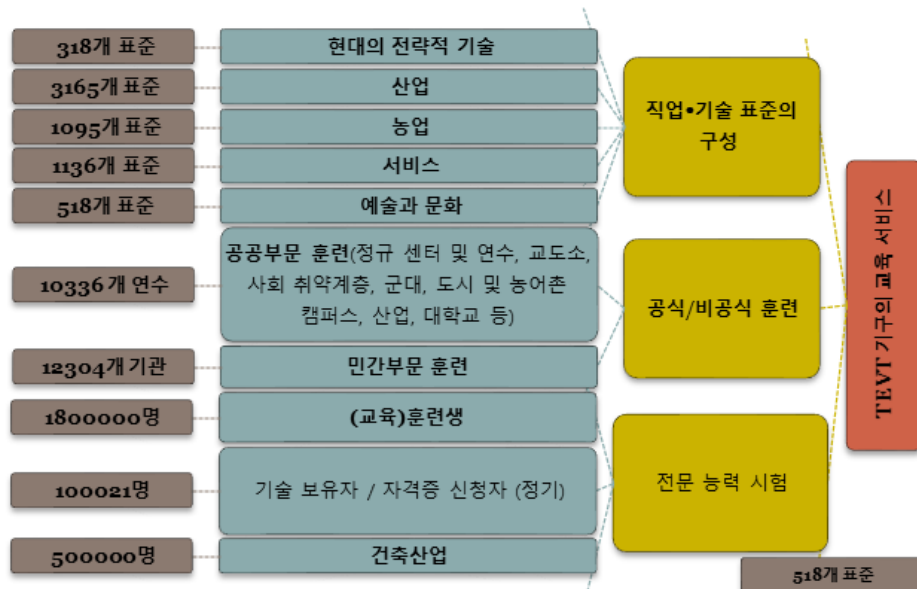 318개 표준
현대의 전략적 기술
3165개 표준
산업
1095개 표준
농업
1136개 표준
서비스
518개 표준
예술과 문화
직업•기술 표준의
구성
10336개 연수
공공부문 훈련(정규 센터 및 연수, 교도소,
사회 취약계층, 군대, 도시 및 농어촌
캠퍼스, 산업, 대학교 등)
12304개 기관
민간부문 훈련
공식/비공식 훈련
1800000명
(교육)훈련생
100021명
기술 보유자 / 자격증 신청자 (정기)
500000명
건축산업
전문 능력 시험
TEVT 기구의 교육 서비스
518개 표준